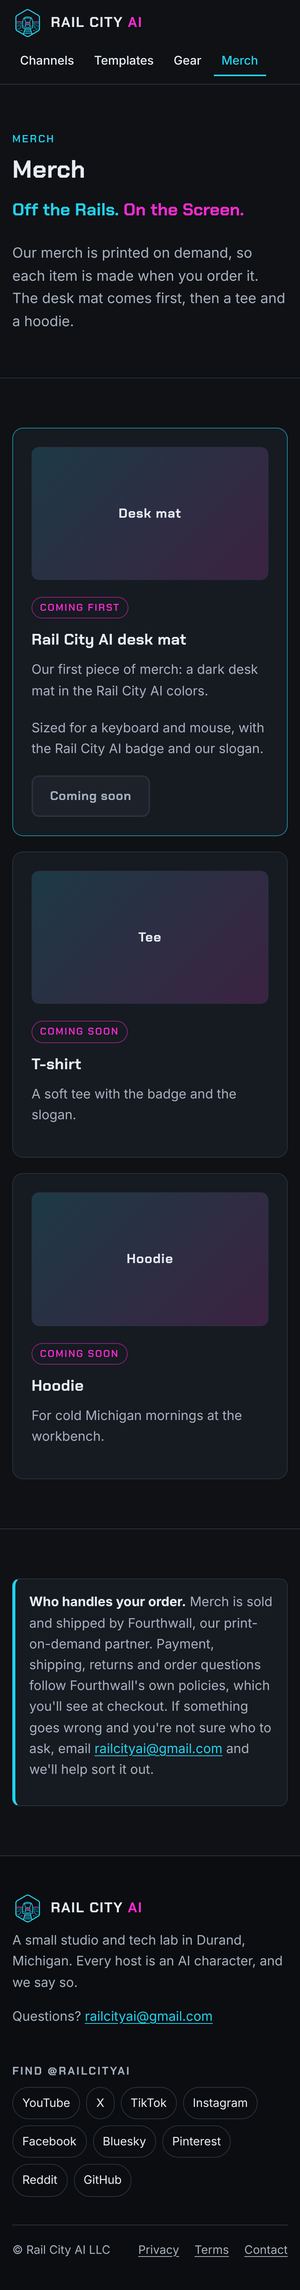 RAIL CITY AI
Channels Templates Gear Merch
MERCH
Merch
Off the Rails. On the Screen.
Our merch is printed on demand, so
each item is made when you order it.
The desk mat comes first, then a tee and
a hoodie.
Desk mat
COMING FIRST
Rail City AI desk mat
Our first piece of merch: a dark desk
mat in the Rail City AI colors.
Sized for a keyboard and mouse, with
the Rail City AI badge and our slogan.
Coming soon
Tee
COMING SOON
T-shirt
A soft tee with the badge and the
slogan.
Hoodie
COMING SOON
Hoodie
For cold Michigan mornings at the
workbench.
Who handles your order. Merch is sold
and shipped by Fourthwall, our print-
on-demand partner. Payment,
shipping, returns and order questions
follow Fourthwall's own policies, which
you'll see at checkout. If something
goes wrong and you're not sure who to
ask, email railcityai@gmail.com and
we'll help sort it out.
RAIL CITY AI
A small studio and tech lab in Durand,
Michigan. Every host is an AI character, and
we say so.
Questions? railcityai@gmail.com
FIND @RAILCITYAI
YouTube X TikTok Instagram
Facebook Bluesky Pinterest
Reddit GitHub
© Rail City AI LLC Privacy Terms Contact